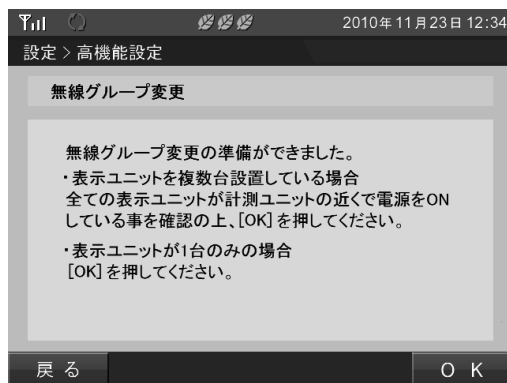 2010年11月23日 12:34
設定 > 高機能設定
無線グループ変更
無線グループ変更の準備ができました。
・表示ユニットを複数台設置している場合
全ての表示ユニットが計測ユニットの近くで電源をON
している事を確認の上、[OK]を押してください。
・表示ユニットが1台のみの場合
[OK]を押してください。
戻る
OK